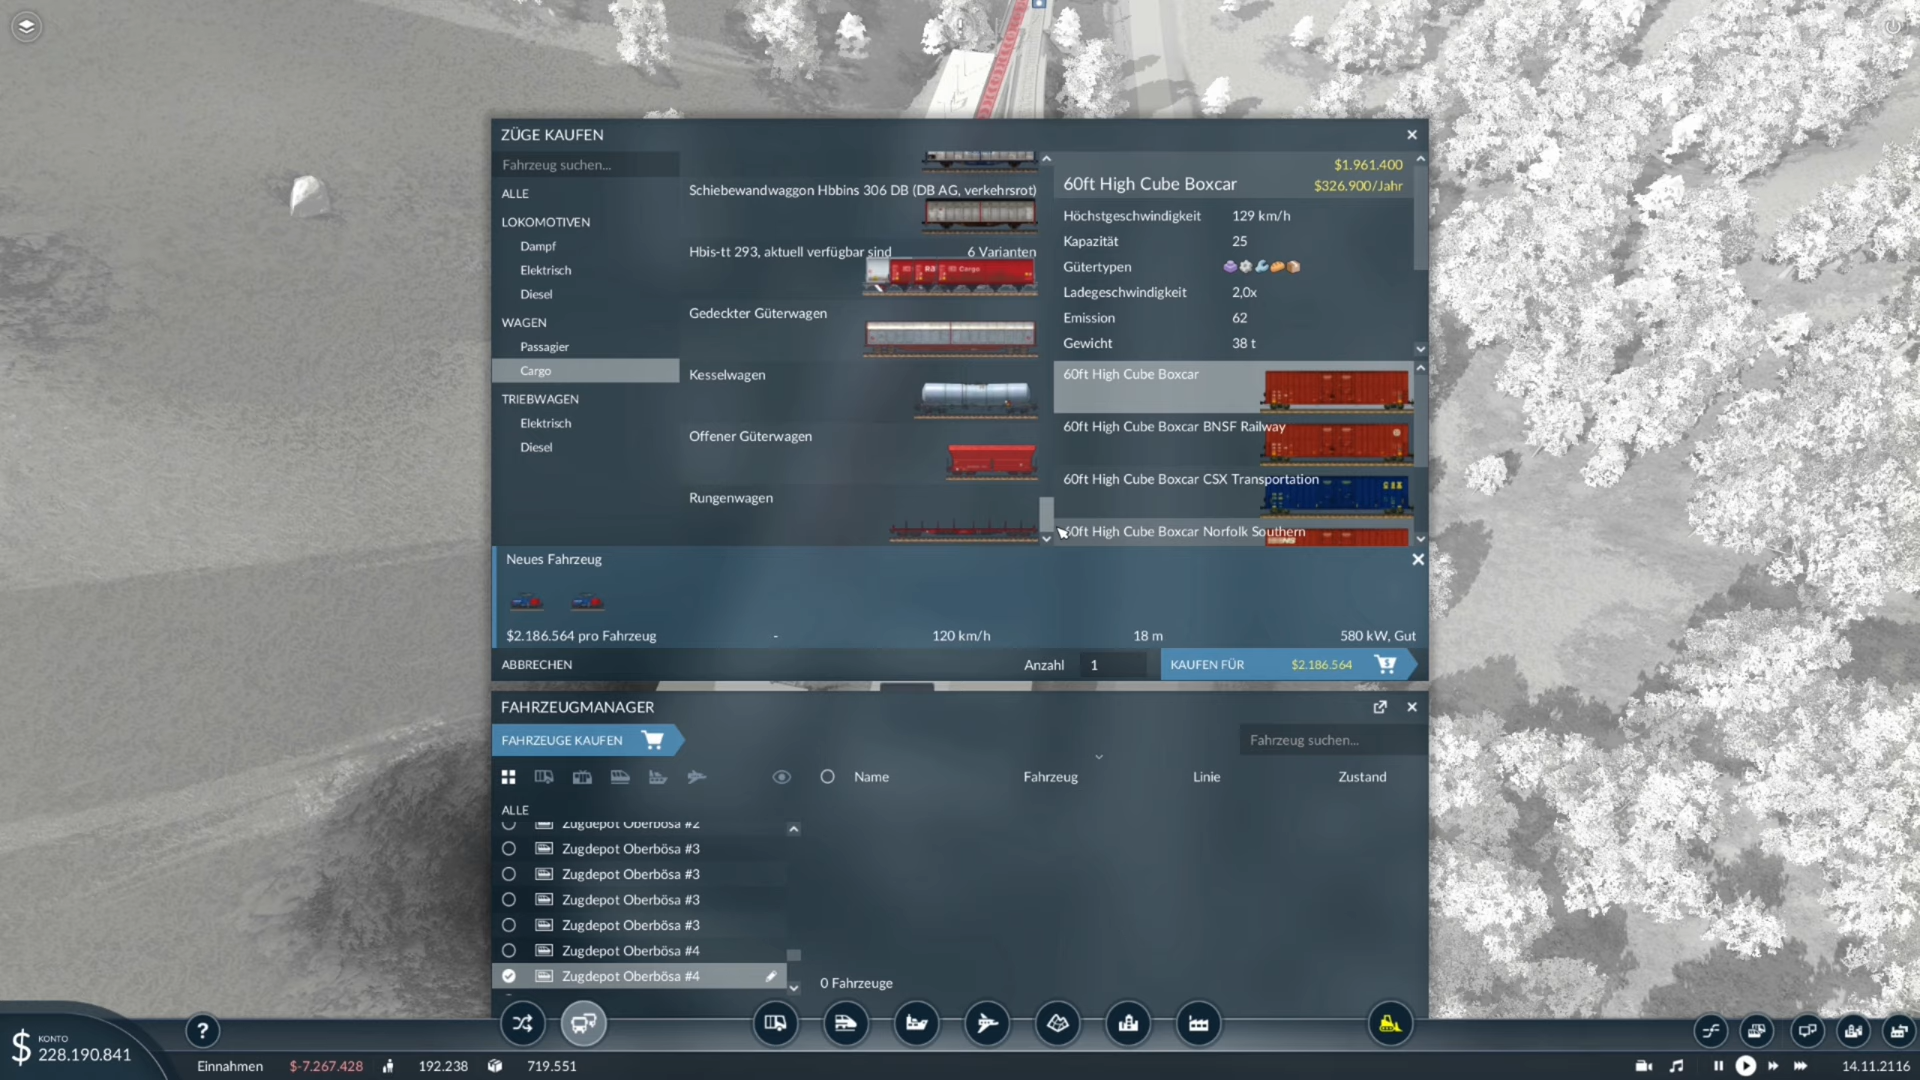 ZÜGE KAUFEN
Fahrzeug suchen...
ALLE
LOKOMOTIVEN
Dampf
Elektrisch
Diesel
WAGEN
Passagier
Cargo
TRIEBWAGEN
Elektrisch
Diesel
Schiebewandwaggon Hbbins 306 DB (DB AG, verkehrsrot)
Hbis-tt 293, aktuell verfügbar sind
6 Varianten
Gedeckter Güterwagen
Kesselwagen
Offener Güterwagen
Rungenwagen
$1.961.400
60ft High Cube Boxcar
$326.900/Jahr
Höchstgeschwindigkeit 129 km/h
Kapazität 25
Gütertypen
Ladegeschwindigkeit 2,0x
Emission 62
Gewicht 38 t
60ft High Cube Boxcar
60ft High Cube Boxcar BNSF Railway
60ft High Cube Boxcar CSX Transportation
60ft High Cube Boxcar Norfolk Southern
Neues Fahrzeug
$2.186.564 pro Fahrzeug - 120 km/h 18 m 580 kW, Gut
ABBRECHEN
Anzahl 1
KAUFEN FÜR $2.186.564
FAHRZEUGMANAGER
FAHRZEUGE KAUFEN
Fahrzeug suchen...
Name Fahrzeug Linie Zustand
ALLE
Zugdepot Oberbösa #2
Zugdepot Oberbösa #3
Zugdepot Oberbösa #3
Zugdepot Oberbösa #3
Zugdepot Oberbösa #3
Zugdepot Oberbösa #4
Zugdepot Oberbösa #4
0 Fahrzeuge
$ KONTO
228.190.841
?
Einnahmen $-7.267.428 192.238 719.551
14.11.2116